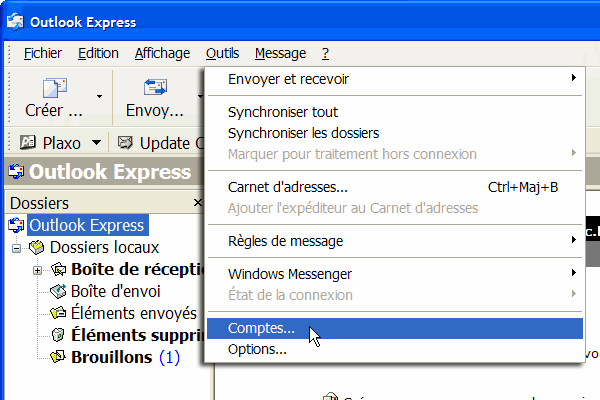 Outlook Express
Fichier Edition Affichage Outils Message ?
Créer ... Envoy...
Envoyer et recevoir
Synchroniser tout
Synchroniser les dossiers
Marquer pour traitement hors connexion
Carnet d'adresses... Ctrl+Maj+B
Ajouter l'expéditeur au Carnet d'adresses
Règles de message
Windows Messenger
État de la connexion
Comptes...
Options...
Plaxo Update C
Outlook Express
Dossiers ×
Outlook Express
Dossiers locaux
Boîte de réceptio
Boîte d'envoi
Éléments envoyés
Éléments supprin
Brouillons (1)